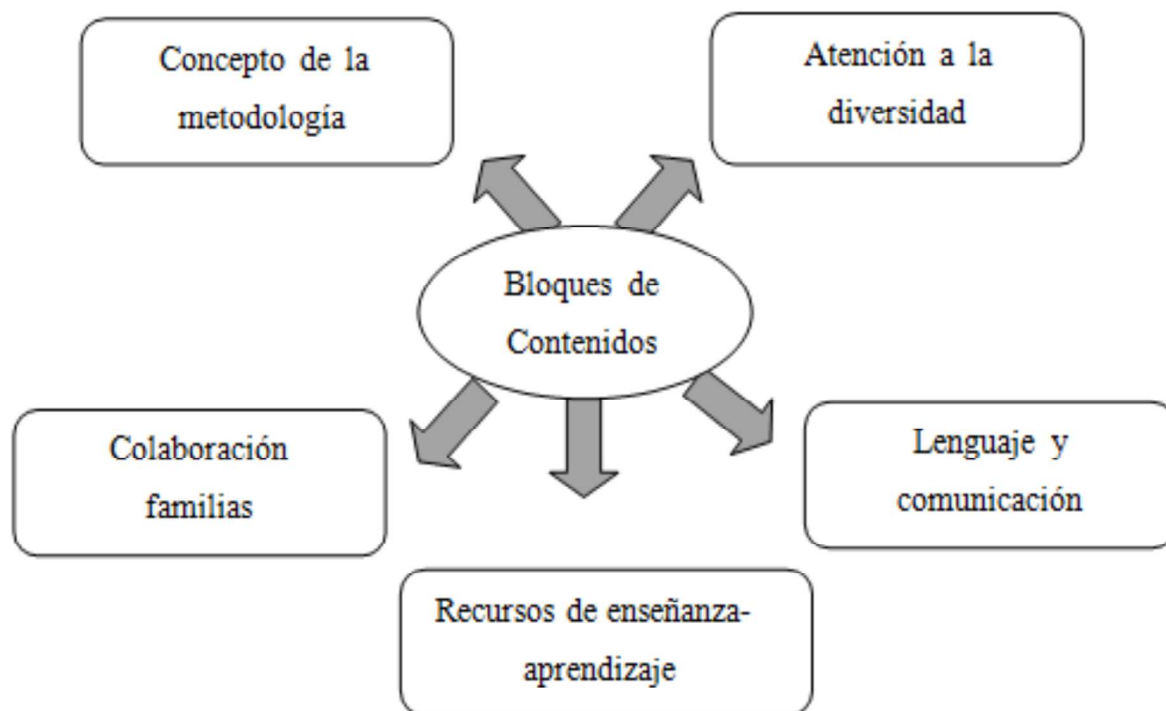 Concepto de la
metodología
Atención a la
diversidad
Bloques de
Contenidos
Colaboración
familias
Lenguaje y
comunicación
Recursos de enseñanza-
aprendizaje